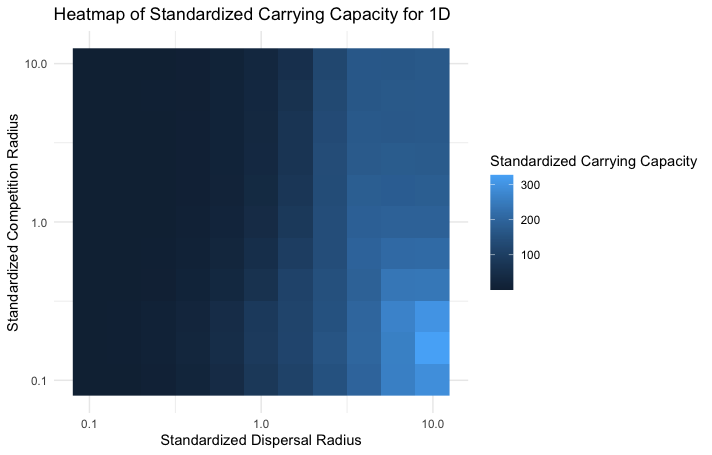 Heatmap of Standardized Carrying Capacity for 1D
Standardized Competition Radius
10.0
1.0
0.1
0.1
1.0
10.0
Standardized Dispersal Radius
Standardized Carrying Capacity
300
200
100